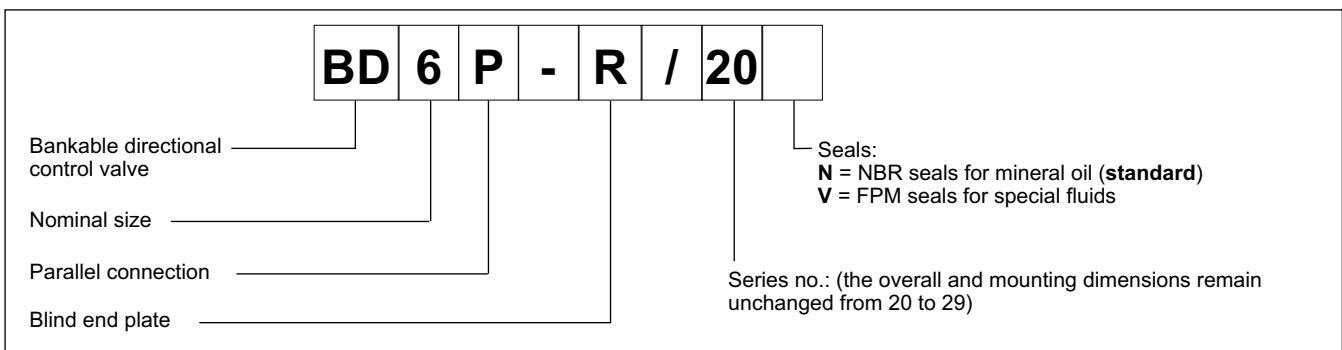 BD 6 P - R / 20
Bankable directional
control valve
Nominal size
Parallel connection
Blind end plate
Seals:
N = NBR seals for mineral oil (standard)
V = FPM seals for special fluids
Series no.: (the overall and mounting dimensions remain
unchanged from 20 to 29)